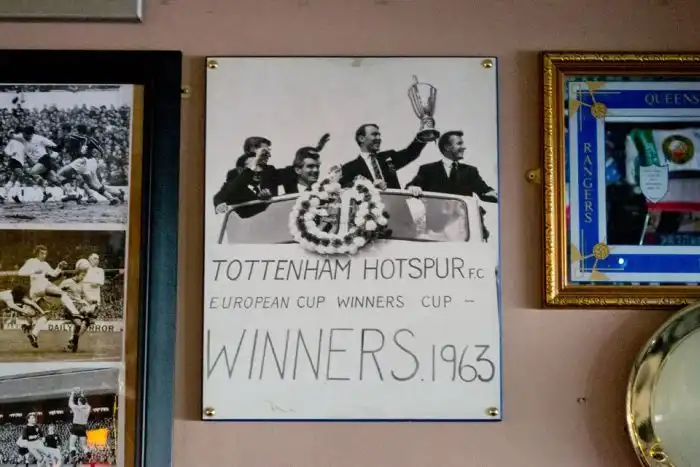 TOTTENHAM HOTSPUR F.C
EUROPEAN CUP WINNERS CUP –
WINNERS. 1963
QUEENS
RANGERS
DAILY MIRROR